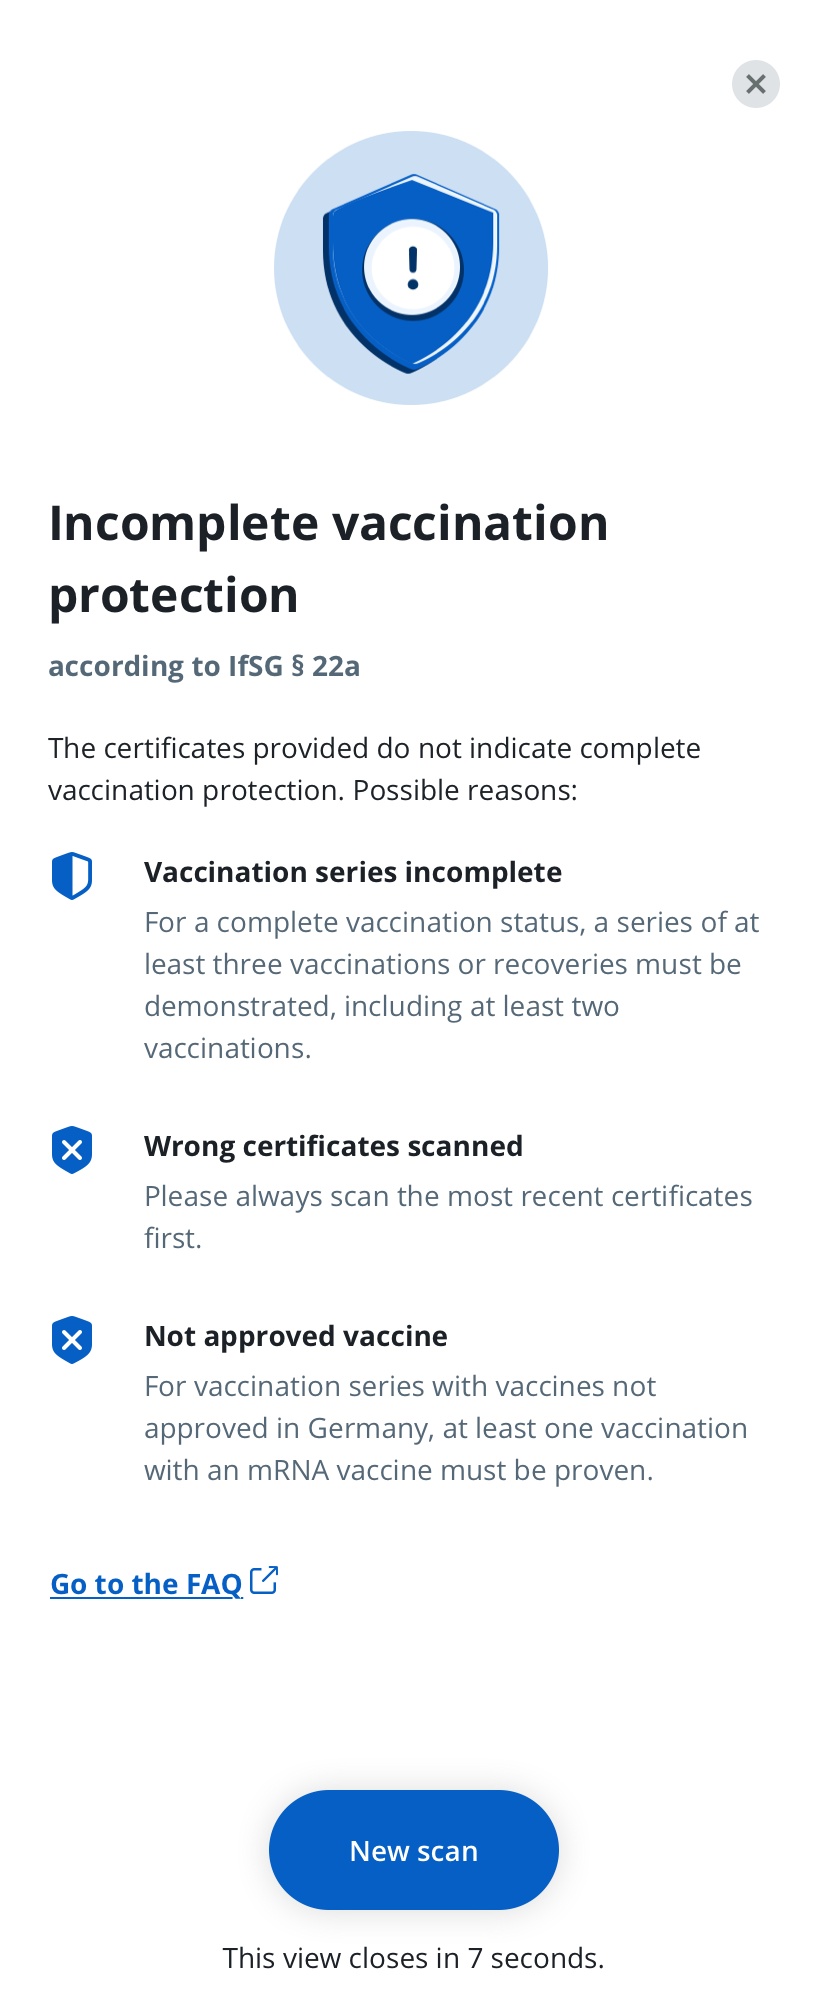 Incomplete vaccination
protection
according to IfSG § 22a
The certificates provided do not indicate complete
vaccination protection. Possible reasons:
Vaccination series incomplete
For a complete vaccination status, a series of at
least three vaccinations or recoveries must be
demonstrated, including at least two
vaccinations.
Wrong certificates scanned
Please always scan the most recent certificates
first.
Not approved vaccine
For vaccination series with vaccines not
approved in Germany, at least one vaccination
with an mRNA vaccine must be proven.
Go to the FAQ
New scan
This view closes in 7 seconds.